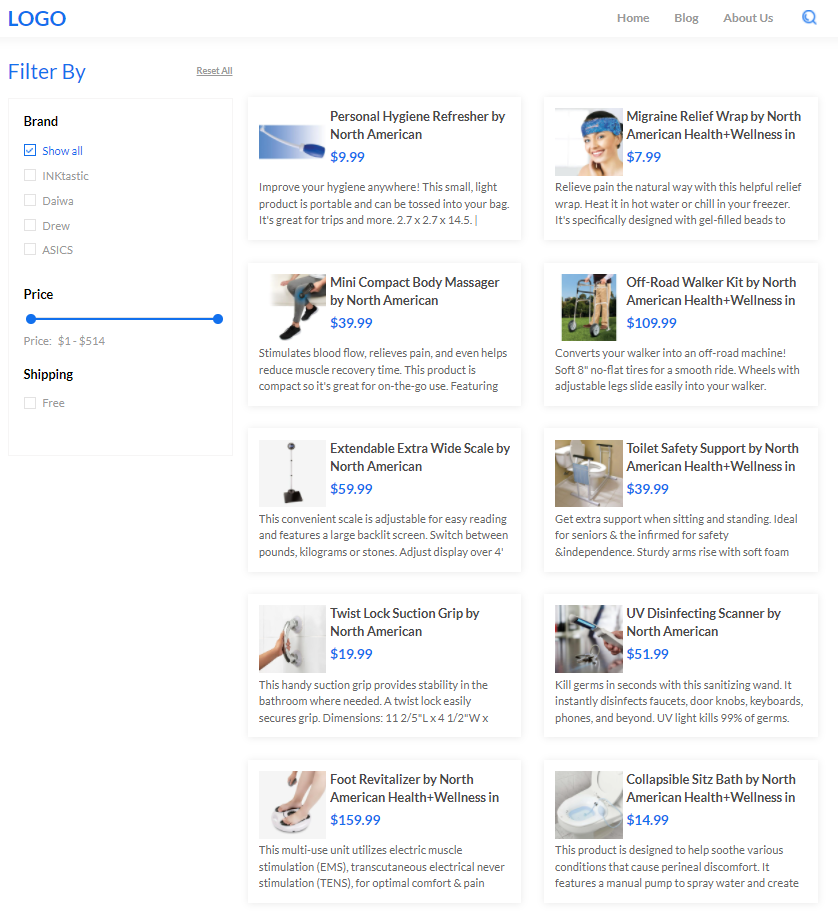 LOGO
Home
Blog
About Us
Filter By
Reset All
Brand
Show all
INKtastic
Daiwa
Drew
ASICS
Price
Price: $1 - $514
Shipping
Free
Personal Hygiene Refresher by
North American
$9.99
Improve your hygiene anywhere! This small, light
product is portable and can be tossed into your bag.
It's great for trips and more. 2.7 x 2.7 x 14.5. |
Migraine Relief Wrap by North
American Health+Wellness in
$7.99
Relieve pain the natural way with this helpful relief
wrap. Heat it in hot water or chill in your freezer.
It's specifically designed with gel-filled beads to
Mini Compact Body Massager
by North American
$39.99
Stimulates blood flow, relieves pain, and even helps
reduce muscle recovery time. This product is
compact so it's great for on-the-go use. Featuring
Off-Road Walker Kit by North
American Health+Wellness in
$109.99
Converts your walker into an off-road machine!
Soft 8" no-flat tires for a smooth ride. Wheels with
adjustable legs slide easily into your walker.
Extendable Extra Wide Scale by
North American
$59.99
This convenient scale is adjustable for easy reading
and features a large backlit screen. Switch between
pounds, kilograms or stones. Adjust display over 4'
Toilet Safety Support by North
American Health+Wellness in
$39.99
Get extra support when sitting and standing. Ideal
for seniors & the infirmed for safety
&independence. Sturdy arms rise with soft foam
Twist Lock Suction Grip by
North American
$19.99
This handy suction grip provides stability in the
bathroom where needed. A twist lock easily
secures grip. Dimensions: 11 2/5"L x 4 1/2"W x
UV Disinfecting Scanner by
North American
$51.99
Kill germs in seconds with this sanitizing wand. It
instantly disinfects faucets, door knobs, keyboards,
phones, and beyond. UV light kills 99% of germs.
Foot Revitalizer by North
American Health+Wellness in
$159.99
This multi-use unit utilizes electric muscle
stimulation (EMS), transcutaneous electrical never
stimulation (TENS), for optimal comfort & pain
Collapsible Sitz Bath by North
American Health+Wellness in
$14.99
This product is designed to help soothe various
conditions that cause perineal discomfort. It
features a manual pump to spray water and create